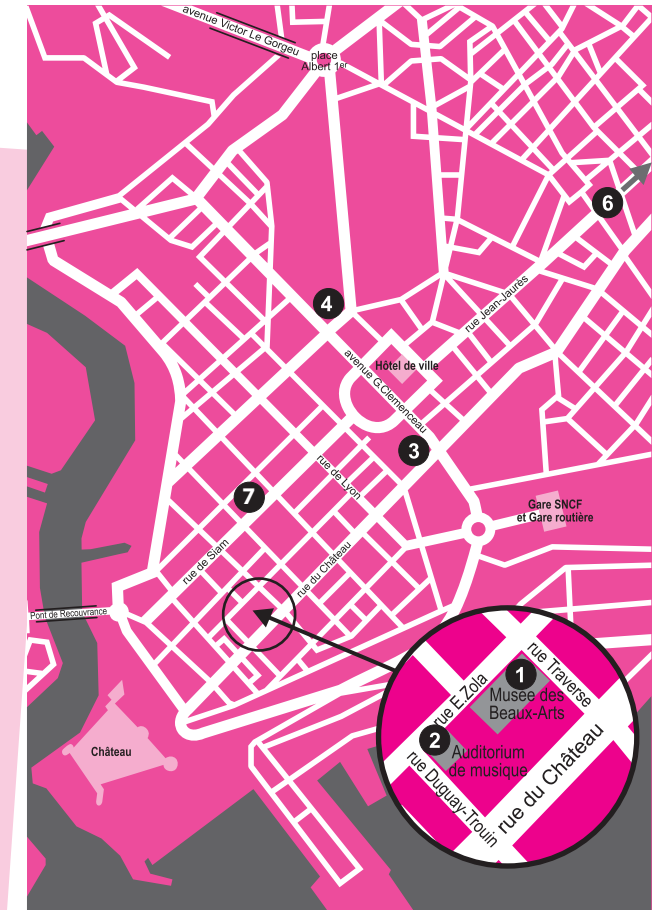 avenue Victor Le Gorgeu
place
Albert 1er
6
4
rue Jean-Jaurès
Hôtel de ville
avenue G.Clemenceau
3
rue de Lyon
7
Gare SNCF
et Gare routière
rue de Siam
rue du Château
Pont de Recouvrance
Château
1
rue Traverse
Musée des
Beaux-Arts
rue E.Zola
2
Auditorium
de musique
rue Duguay-Trouin
rue du Château